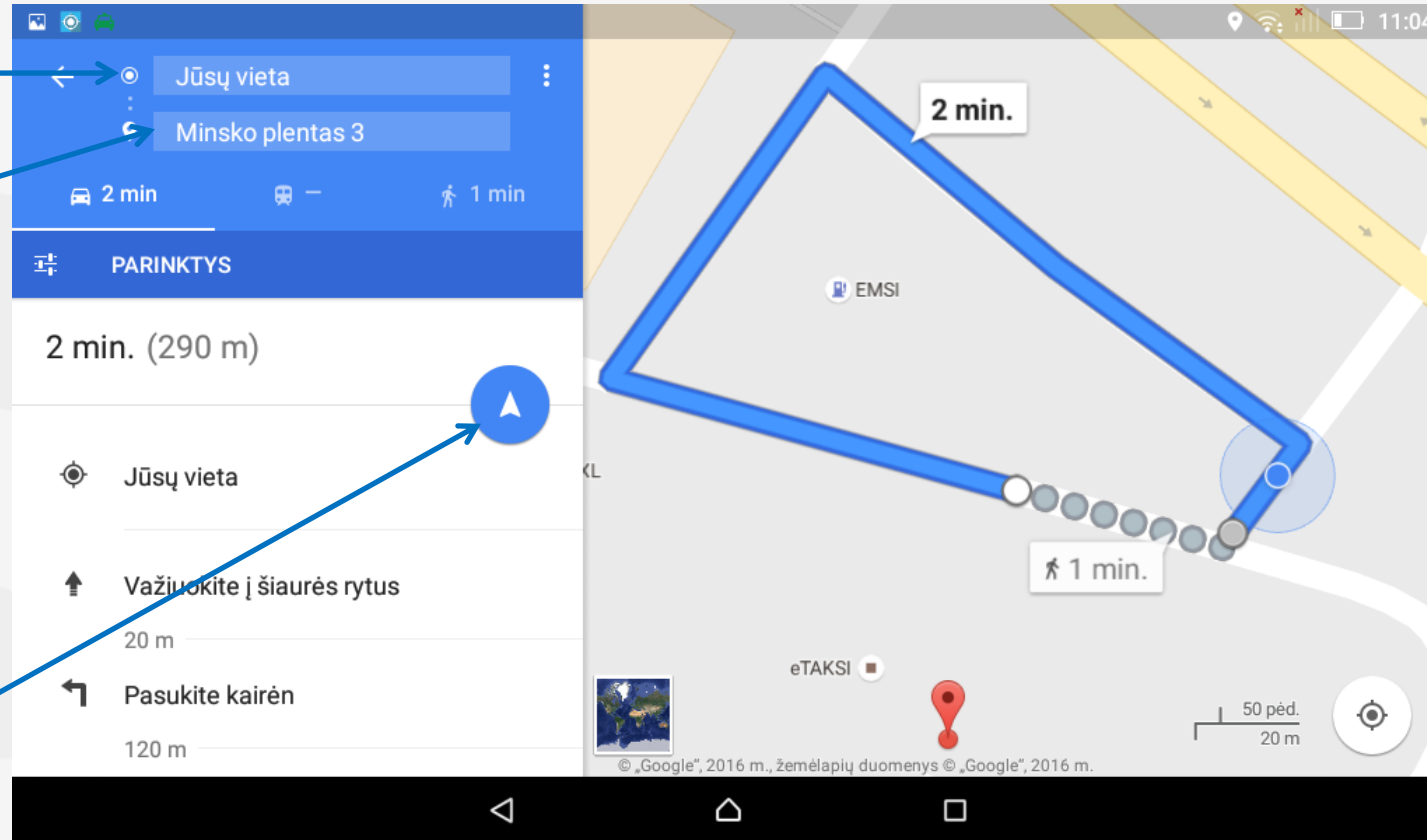 11:04
Jūsų vieta
Minsko plentas 3
2 min
—
1 min
PARINKTYS
2 min. (290 m)
Jūsų vieta
Važiuokite į šiaurės rytus
20 m
Pasukite kairėn
120 m
2 min.
EMSI
XL
1 min.
eTAKSI
50 pėd.
20 m
© „Google“, 2016 m., žemėlapių duomenys © „Google“, 2016 m.